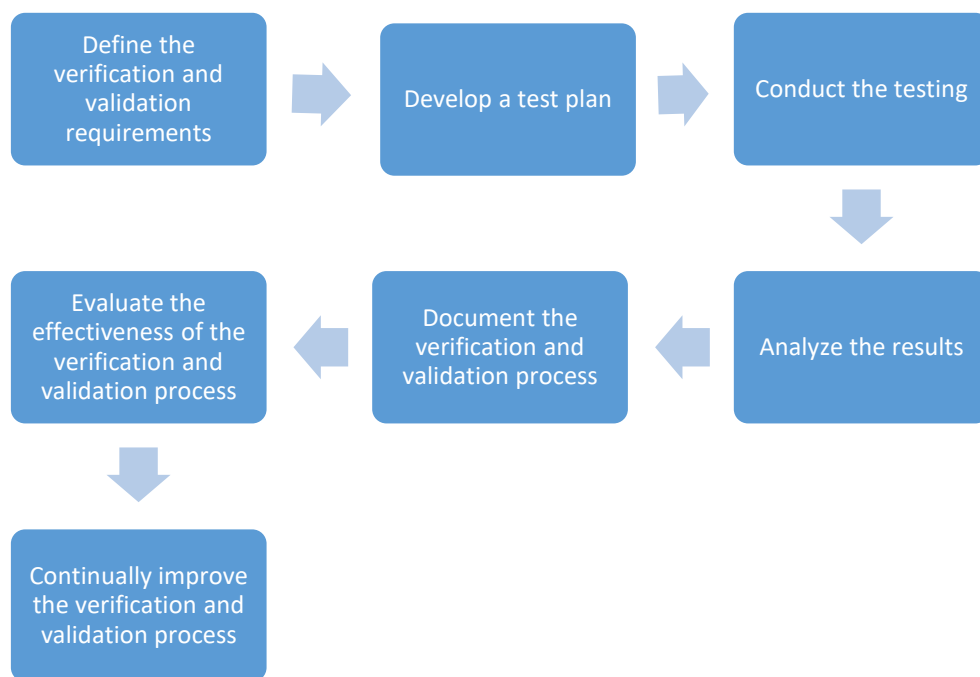 Define the
verification and
validation
requirements
Develop a test plan
Conduct the testing
Analyze the results
Document the
verification and
validation process
Evaluate the
effectiveness of the
verification and
validation process
Continually improve
the verification and
validation process